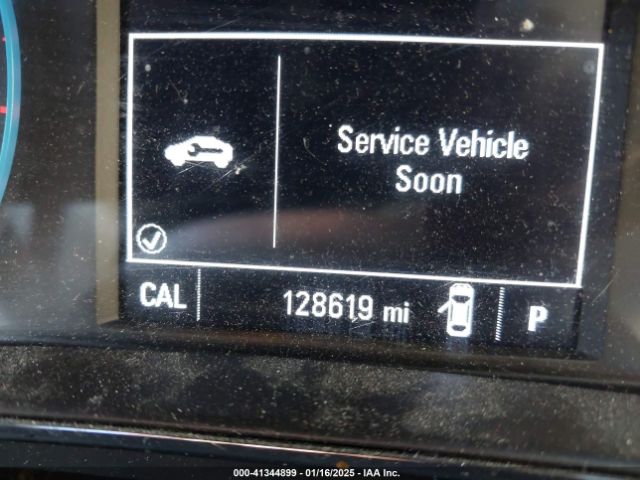 Service Vehicle
Soon
CAL 128619 mi P
000-41344899 - 01/16/2025 - IAA Inc.